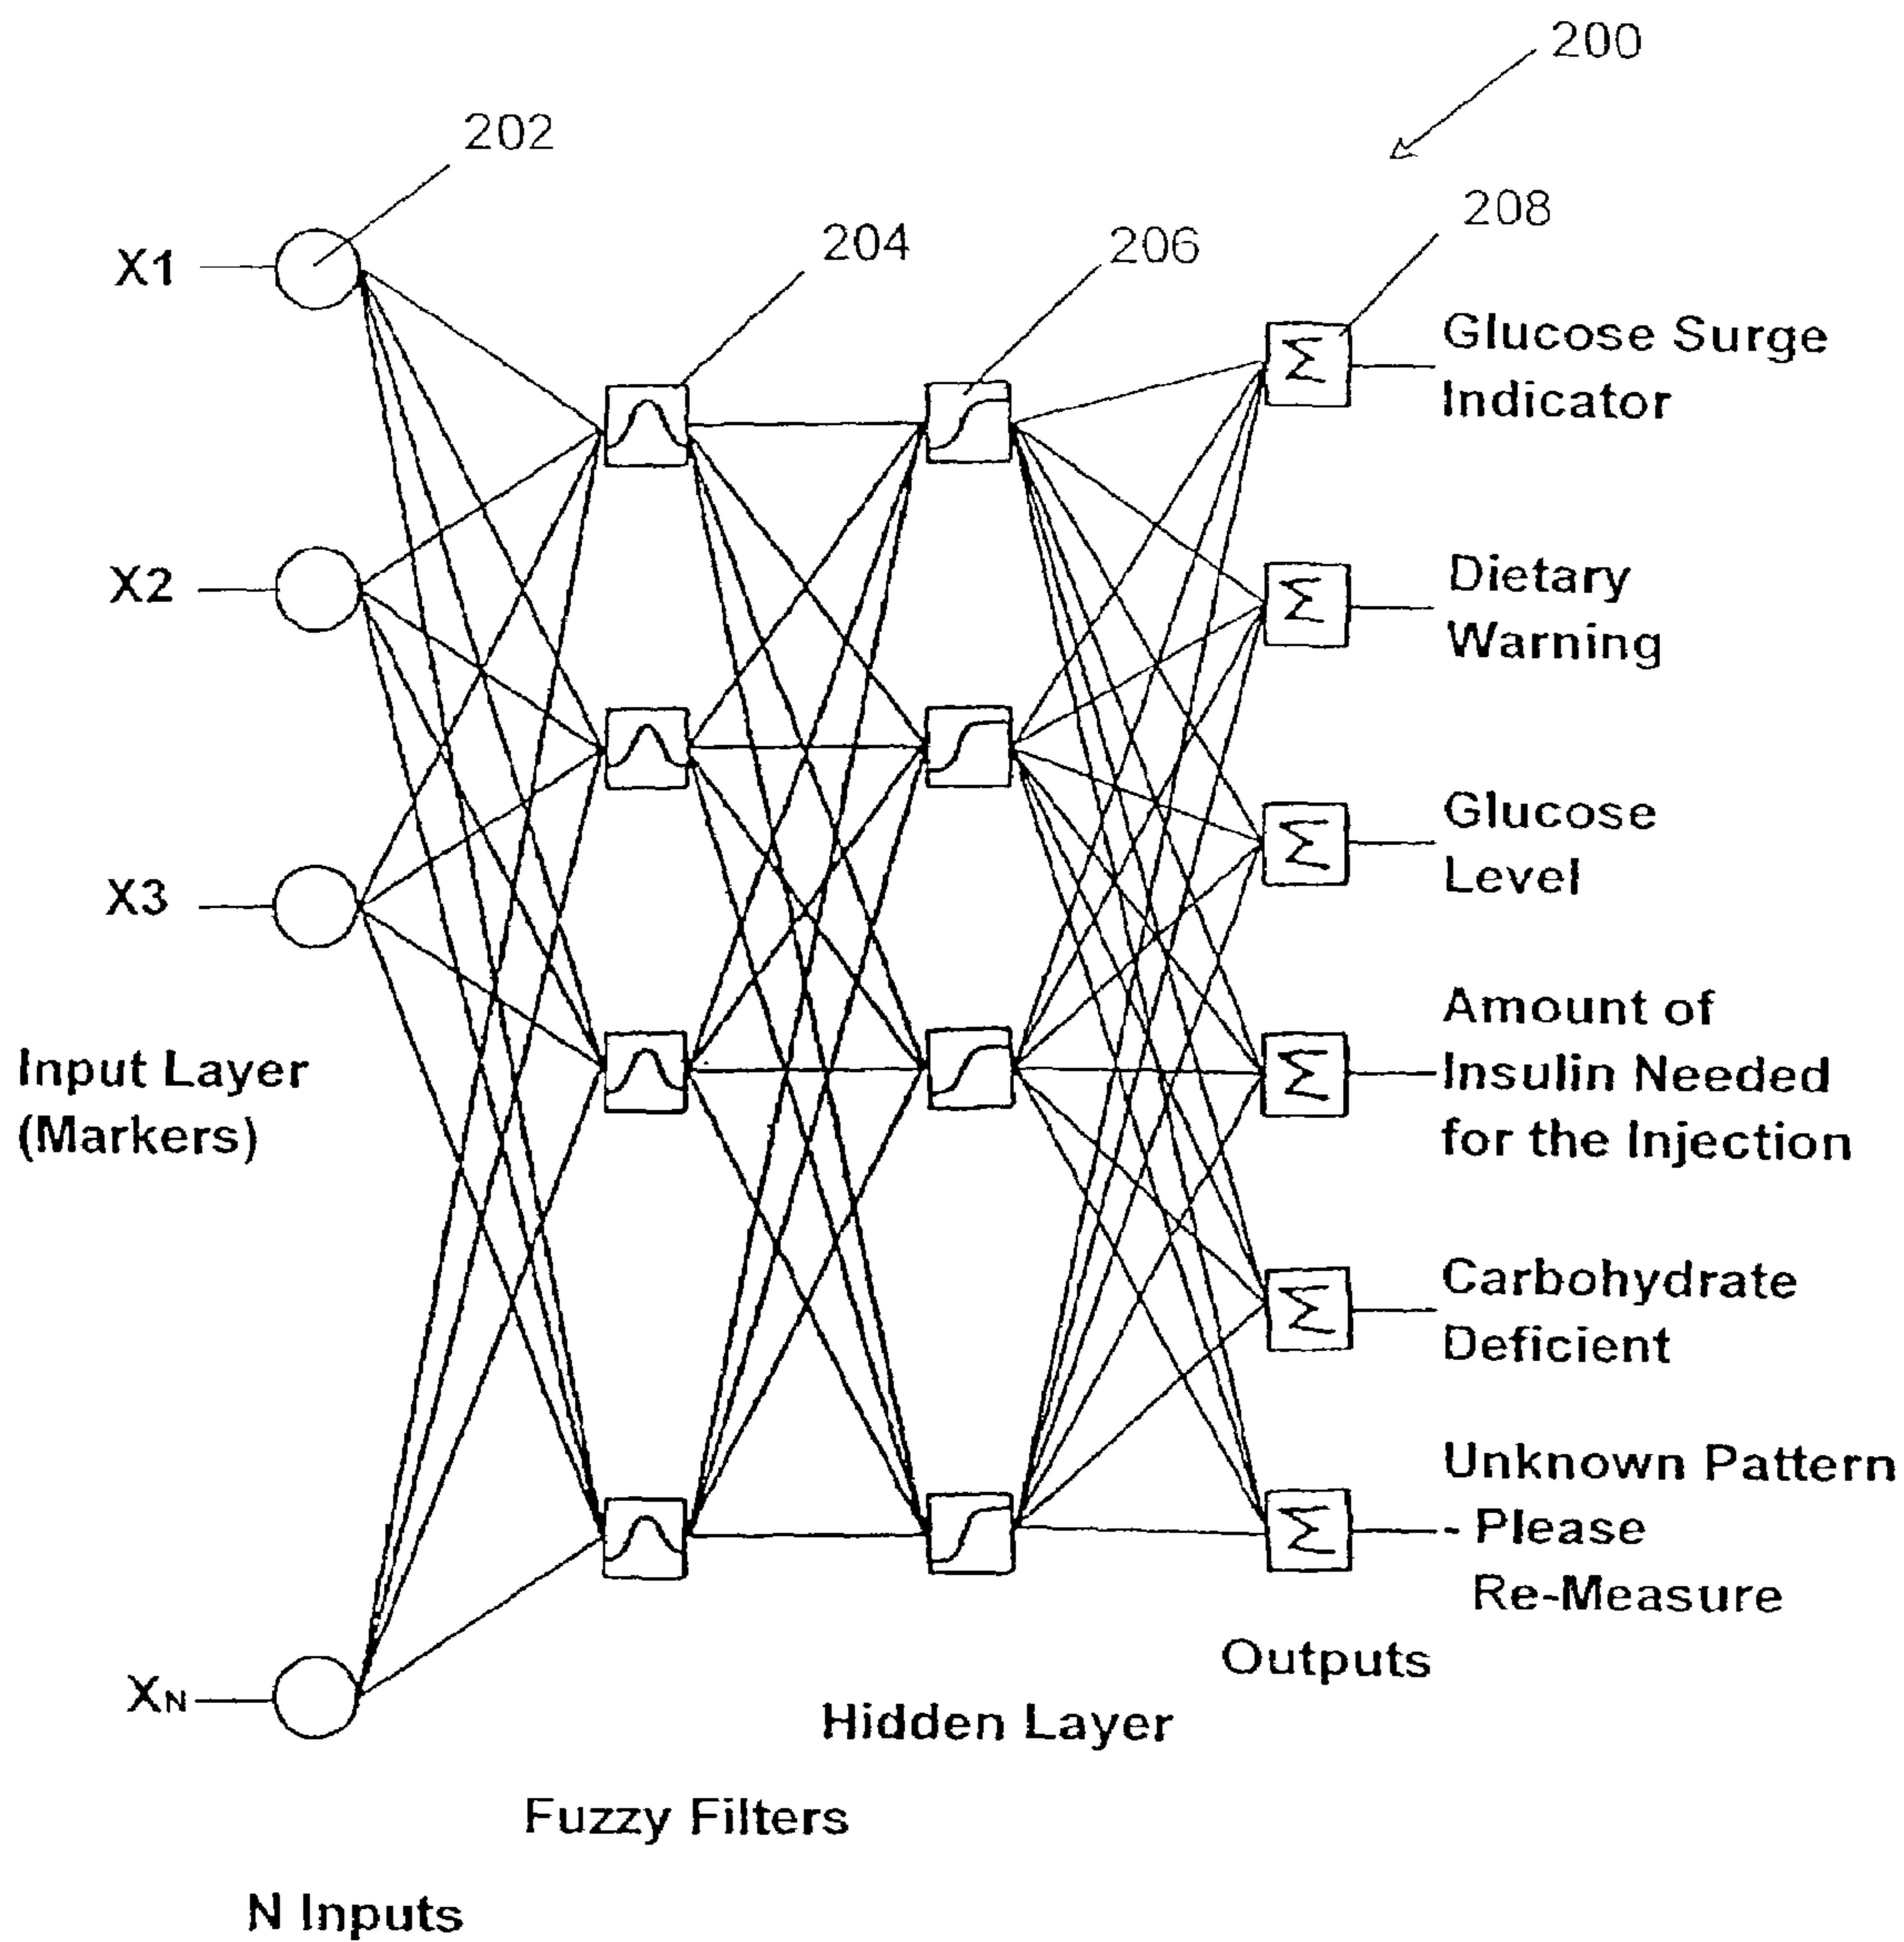 200
202
208
204
206
X1
Glucose Surge
Indicator
X2
Dietary
Warning
Glucose
Level
X3
Amount of
Insulin Needed
for the Injection
Input Layer
(Markers)
Carbohydrate
Deficient
Unknown Pattern
- Please
Re-Measure
Σ
Σ
Σ
Σ
Σ
Σ
XN
Outputs
Hidden Layer
Fuzzy Filters
N Inputs